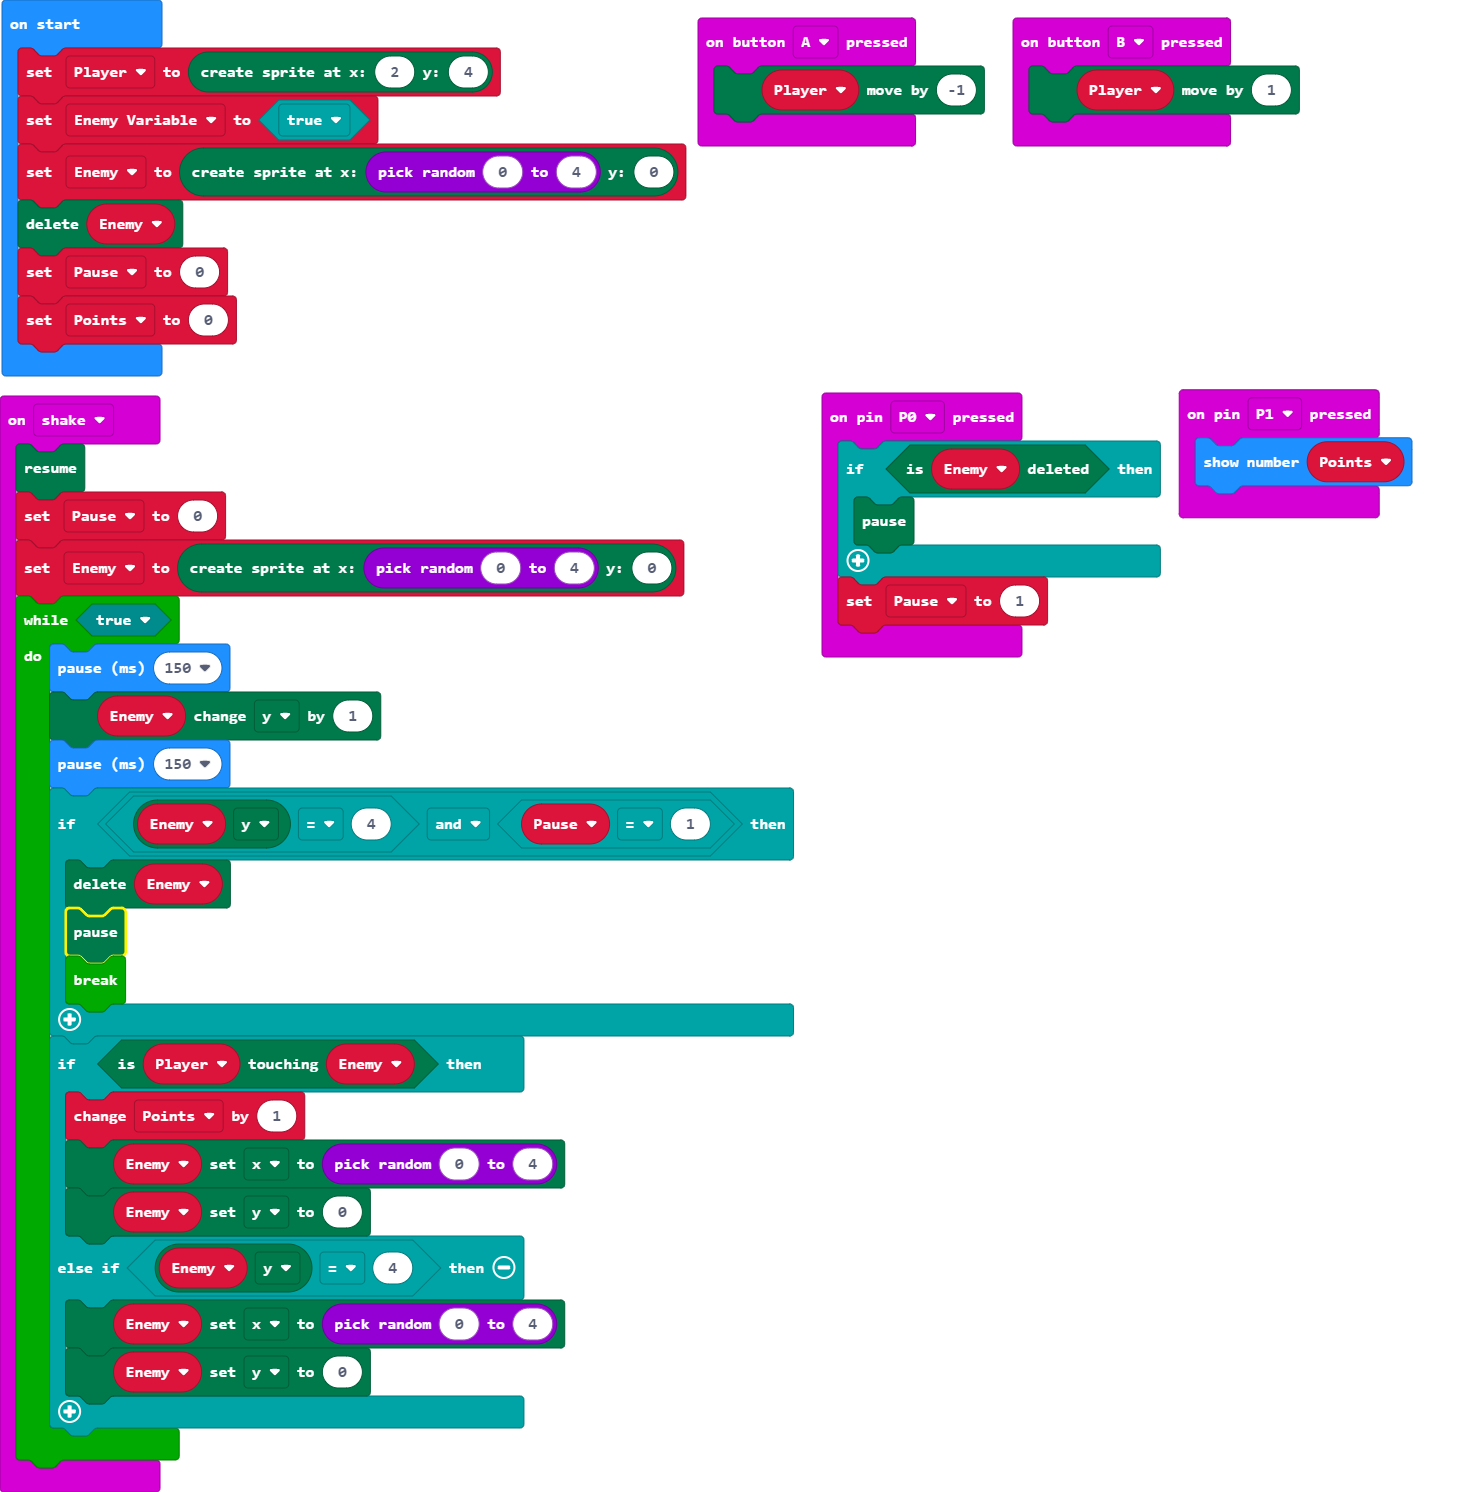 on start
set Player to create sprite at x: 2 y: 4
set Enemy Variable to true
set Enemy to create sprite at x: pick random 0 to 4 y: 0
delete Enemy
set Pause to 0
set Points to 0
on button A pressed
Player move by -1
on button B pressed
Player move by 1
on shake
resume
set Pause to 0
set Enemy to create sprite at x: pick random 0 to 4 y: 0
while true
do
pause (ms) 150
Enemy change y by 1
pause (ms) 150
if Enemy y = 4 and Pause = 1 then
delete Enemy
pause
break
if is Player touching Enemy then
change Points by 1
Enemy set x to pick random 0 to 4
Enemy set y to 0
else if Enemy y = 4 then
Enemy set x to pick random 0 to 4
Enemy set y to 0
on pin P0 pressed
if is Enemy deleted then
pause
set Pause to 1
on pin P1 pressed
show number Points